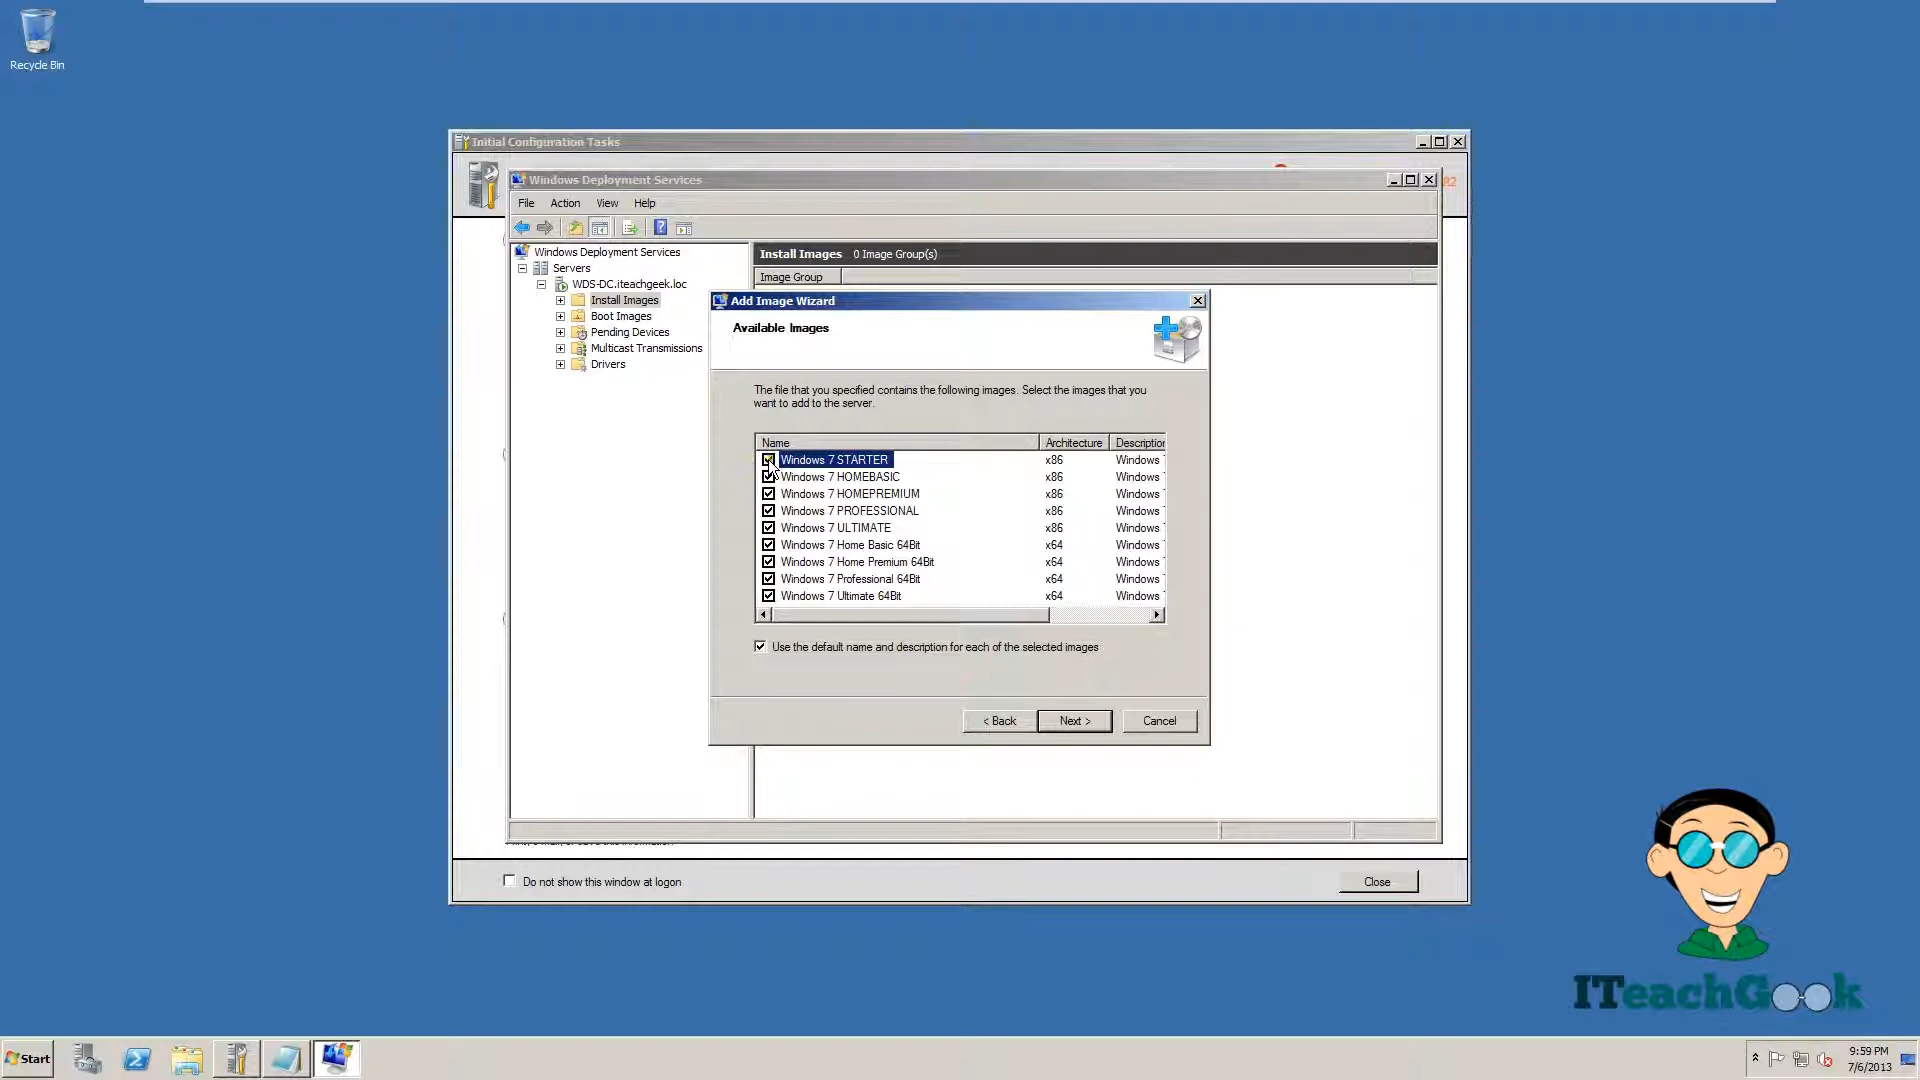 Recycle Bin
Initial Configuration Tasks
R2
Windows Deployment Services
File Action View Help
Windows Deployment Services
Servers
WDS-DC.iteachgeek.loc
Install Images
Boot Images
Pending Devices
Multicast Transmissions
Drivers
Install Images 0 Image Group(s)
Image Group
Add Image Wizard
Available Images
The file that you specified contains the following images. Select the images that you
want to add to the server.
Name Architecture Description
Windows 7 STARTER x86 Windows
Windows 7 HOMEBASIC x86 Windows
Windows 7 HOMEPREMIUM x86 Windows
Windows 7 PROFESSIONAL x86 Windows
Windows 7 ULTIMATE x86 Windows
Windows 7 Home Basic 64Bit x64 Windows
Windows 7 Home Premium 64Bit x64 Windows
Windows 7 Professional 64Bit x64 Windows
Windows 7 Ultimate 64Bit x64 Windows
Use the default name and description for each of the selected images
< Back Next > Cancel
Do not show this window at logon
Close
ITeachGeek
Start
9:59 PM
7/6/2013